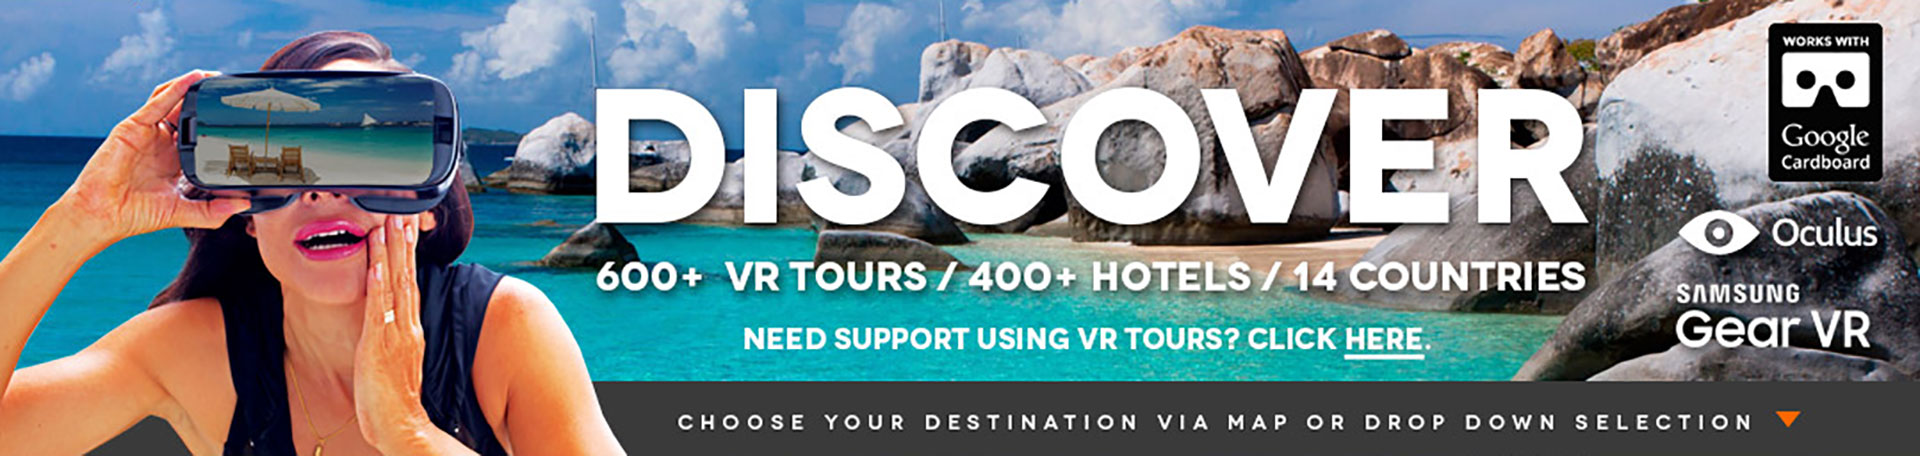 DISCOVER
600+ VR TOURS / 400+ HOTELS / 14 COUNTRIES
NEED SUPPORT USING VR TOURS? CLICK HERE.
WORKS WITH
Google
Cardboard
Oculus
SAMSUNG
Gear VR
CHOOSE YOUR DESTINATION VIA MAP OR DROP DOWN SELECTION